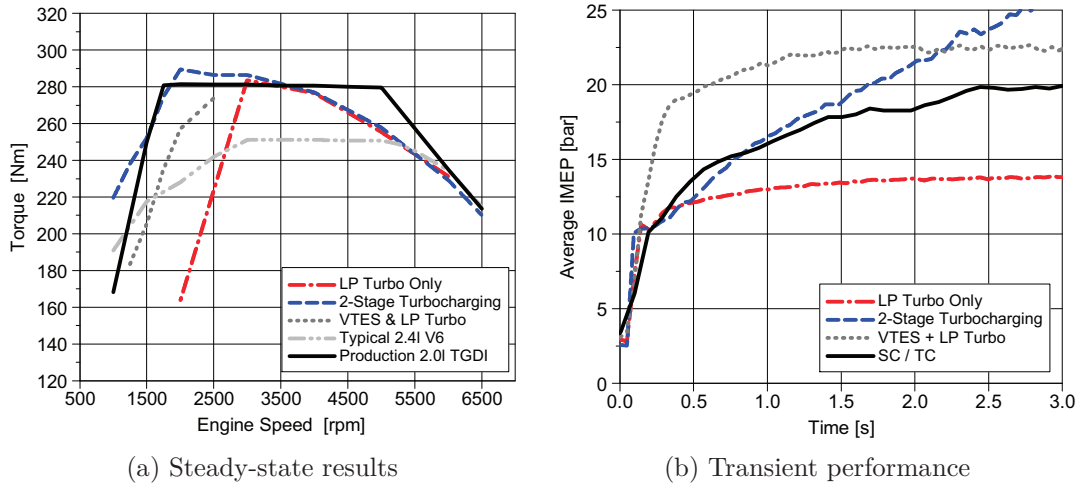 320
300
280
260
240
220
200
180
160
140
120
Torque [Nm]
500 1500 2500 3500 4500 5500 6500
Engine Speed [rpm]
LP Turbo Only
2-Stage Turbocharging
VTES & LP Turbo
Typical 2.4l V6
Production 2.0l TGDI
(a) Steady-state results
25
20
15
10
5
0
Average IMEP [bar]
0.0 0.5 1.0 1.5 2.0 2.5 3.0
Time [s]
LP Turbo Only
2-Stage Turbocharging
VTES + LP Turbo
SC / TC
(b) Transient performance